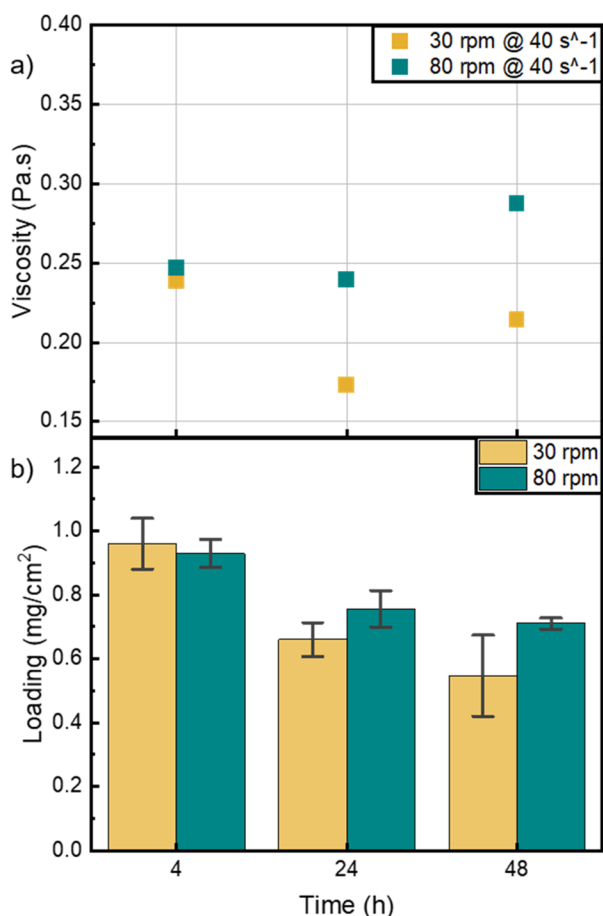 a)
0.40
0.35
0.30
0.25
0.20
0.15
Viscosity (Pa.s)
30 rpm @ 40 s^-1
80 rpm @ 40 s^-1
b)
1.2
1.0
0.8
0.6
0.4
0.2
0.0
Loading (mg/cm²)
30 rpm
80 rpm
4 24 48
Time (h)